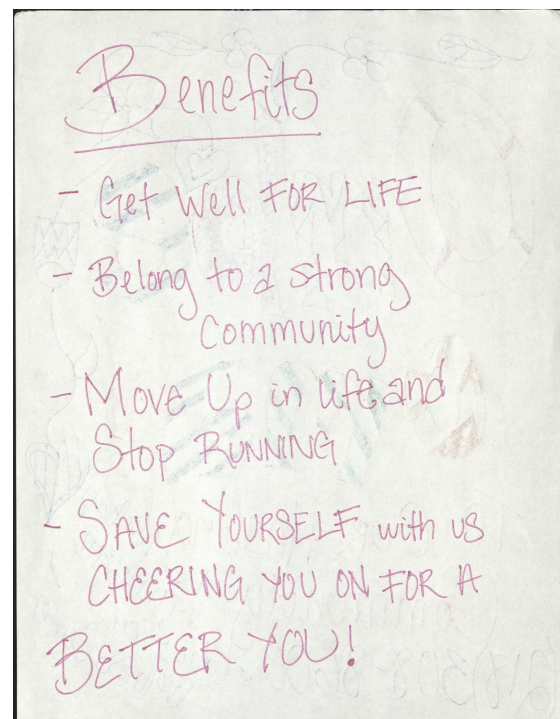 Benefits
- Get Well FOR LIFE
- Belong to a strong
Community
- Move Up in life and
Stop RUNNING
- SAVE YOURSELF with us
CHEERING YOU ON FOR A
BETTER YOU!